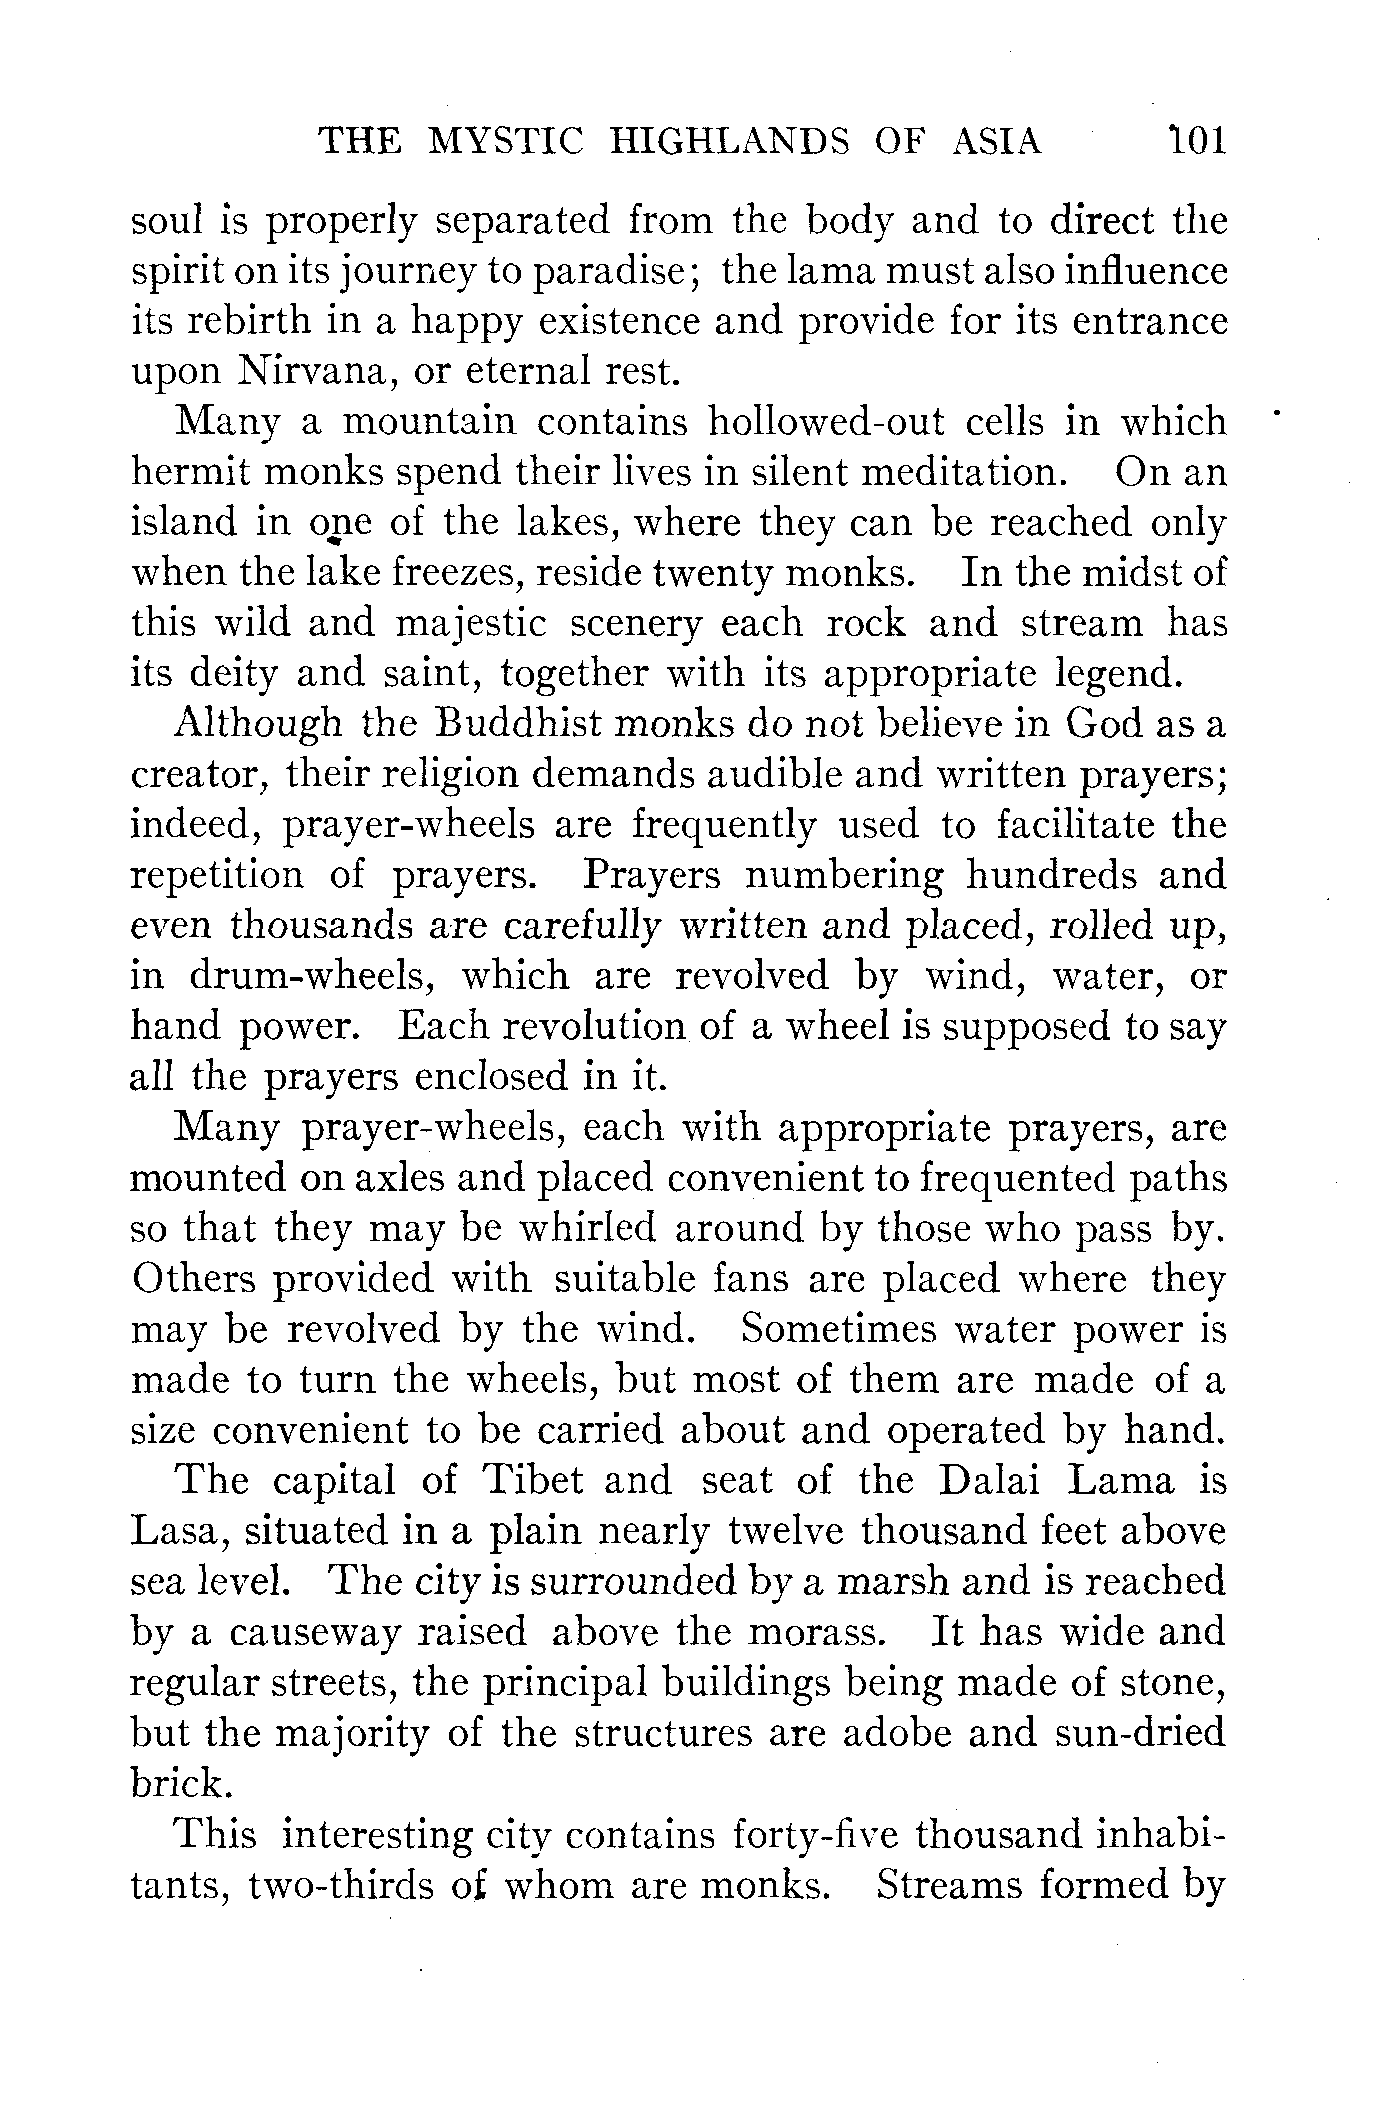 THE MYSTIC HIGHLANDS OF ASIA 101
soul is properly separated from the body and to direct the
spirit on its journey to paradise; the lama must also influence
its rebirth in a happy existence and provide for its entrance
upon Nirvana, or eternal rest.
Many a mountain contains hollowed-out cells in which
hermit monks spend their lives in silent meditation. On an
island in one of the lakes, where they can be reached only
when the lake freezes, reside twenty monks. In the midst of
this wild and majestic scenery each rock and stream has
its deity and saint, together with its appropriate legend.
Although the Buddhist monks do not believe in God as a
creator, their religion demands audible and written prayers;
indeed, prayer-wheels are frequently used to facilitate the
repetition of prayers. Prayers numbering hundreds and
even thousands are carefully written and placed, rolled up,
in drum-wheels, which are revolved by wind, water, or
hand power. Each revolution of a wheel is supposed to say
all the prayers enclosed in it.
Many prayer-wheels, each with appropriate prayers, are
mounted on axles and placed convenient to frequented paths
so that they may be whirled around by those who pass by.
Others provided with suitable fans are placed where they
may be revolved by the wind. Sometimes water power is
made to turn the wheels, but most of them are made of a
size convenient to be carried about and operated by hand.
The capital of Tibet and seat of the Dalai Lama is
Lasa, situated in a plain nearly twelve thousand feet above
sea level. The city is surrounded by a marsh and is reached
by a causeway raised above the morass. It has wide and
regular streets, the principal buildings being made of stone,
but the majority of the structures are adobe and sun-dried
brick.
This interesting city contains forty-five thousand inhabi-
tants, two-thirds of whom are monks. Streams formed by